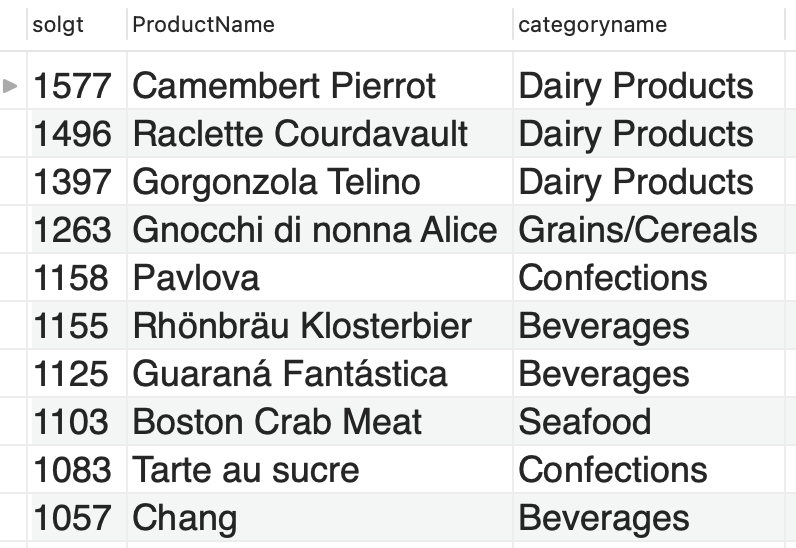 solgt ProductName categoryname
1577 Camembert Pierrot Dairy Products
1496 Raclette Courdavault Dairy Products
1397 Gorgonzola Telino Dairy Products
1263 Gnocchi di nonna Alice Grains/Cereals
1158 Pavlova Confections
1155 Rhönbräu Klosterbier Beverages
1125 Guaraná Fantástica Beverages
1103 Boston Crab Meat Seafood
1083 Tarte au sucre Confections
1057 Chang Beverages